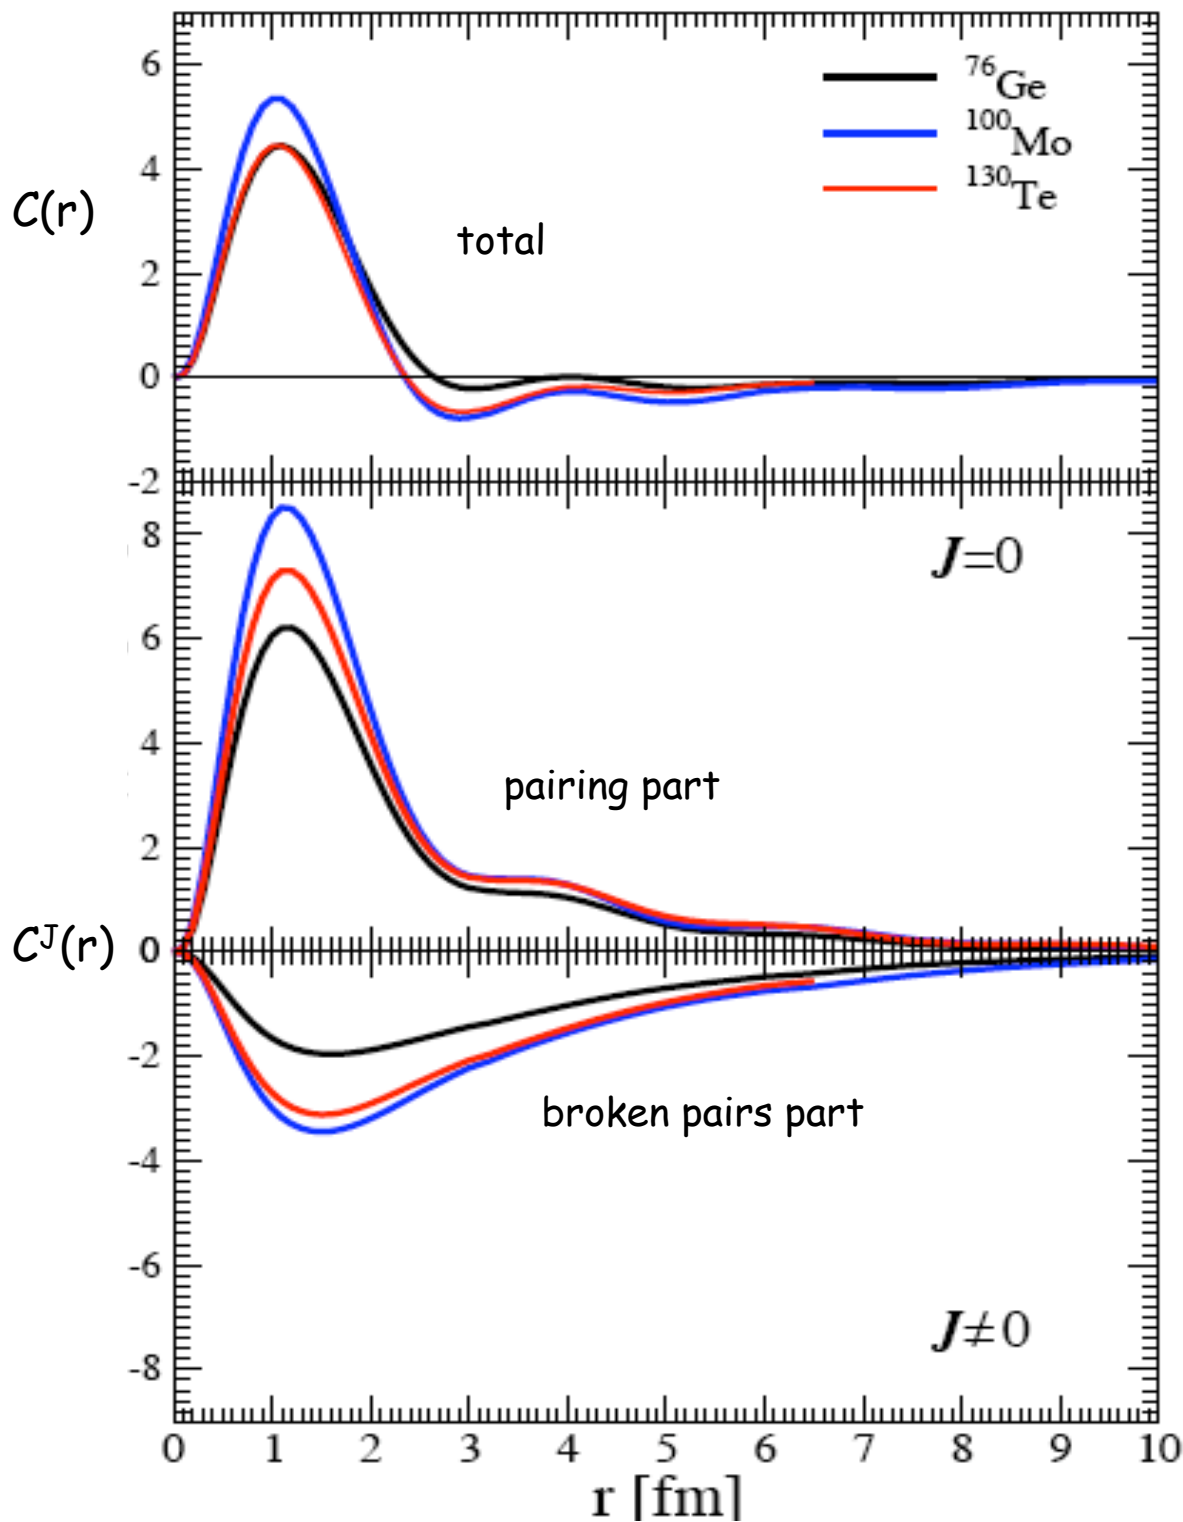 6
4
2
0
-2
C(r)
⁷⁶Ge
¹⁰⁰Mo
¹³⁰Te
total
8
6
4
2
0
-2
-4
-6
-8
Cᴶ(r)
J=0
pairing part
broken pairs part
J≠0
0 1 2 3 4 5 6 7 8 9 10
r [fm]